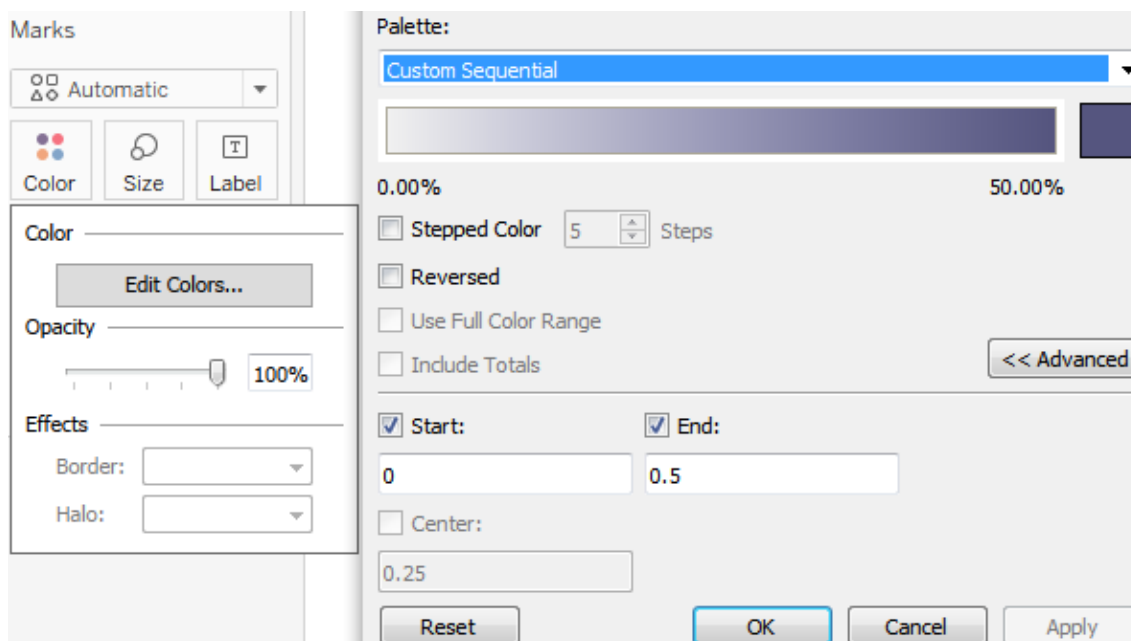 Marks
Automatic
Color Size Label
T
Color
Edit Colors...
Opacity
100%
Effects
Border:
Halo:
Palette:
Custom Sequential
0.00% 50.00%
Stepped Color 5 Steps
Reversed
Use Full Color Range
Include Totals
<< Advanced
Start: End:
0 0.5
Center:
0.25
Reset OK Cancel Apply